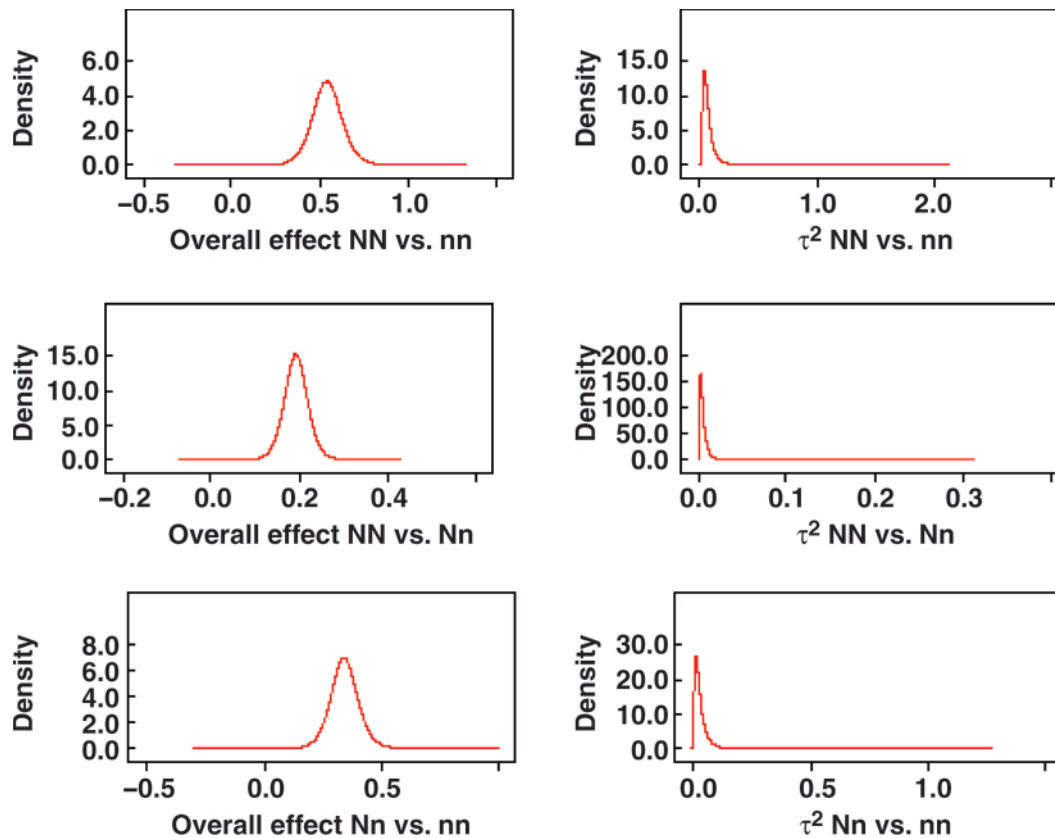 Density
6.0
4.0
2.0
0.0
−0.5 0.0 0.5 1.0
Overall effect NN vs. nn
Density
15.0
10.0
5.0
0.0
0.0 1.0 2.0
τ² NN vs. nn
Density
15.0
10.0
5.0
0.0
−0.2 0.0 0.2 0.4
Overall effect NN vs. Nn
Density
200.0
150.0
100.0
50.0
0.0
0.0 0.1 0.2 0.3
τ² NN vs. Nn
Density
8.0
6.0
4.0
2.0
0.0
−0.5 0.0 0.5
Overall effect Nn vs. nn
Density
30.0
20.0
10.0
0.0
0.0 0.5 1.0
τ² Nn vs. nn